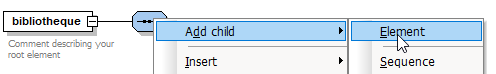 bibliotheque
Comment describing your
root element
Add child
Insert
Element
Sequence